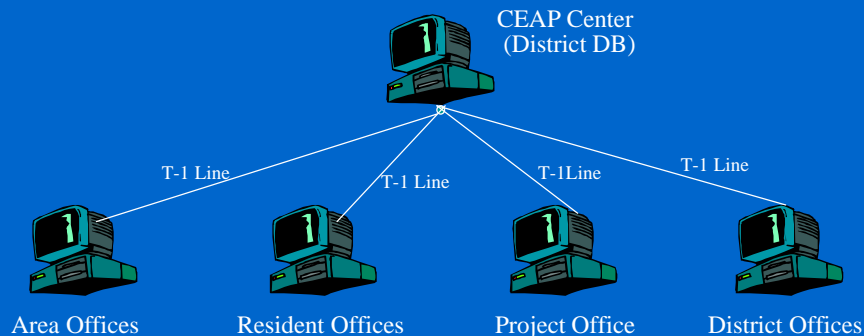 CEAP Center
(District DB)
T-1 Line
T-1 Line
T-1Line
T-1 Line
Area Offices
Resident Offices
Project Office
District Offices